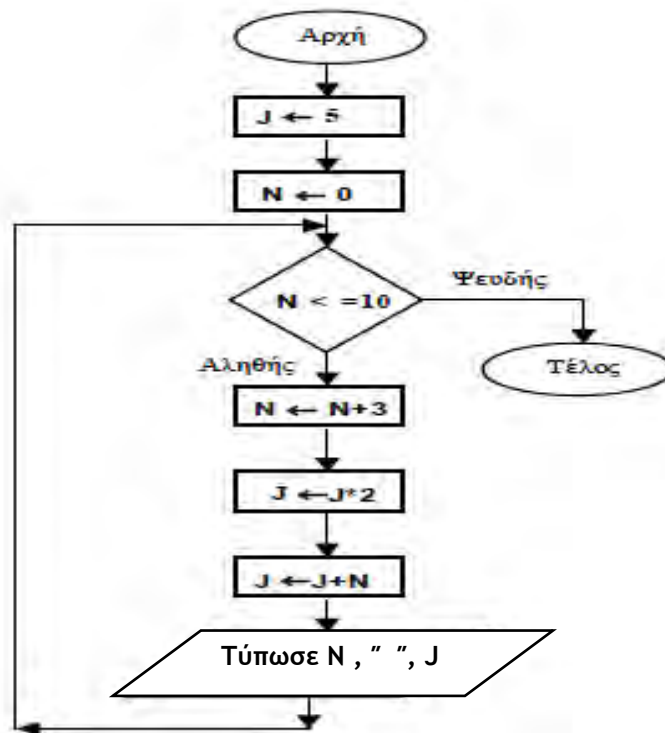 Αρχή
J ← 5
N ← 0
N < =10
Ψευδής
Τέλος
Αληθής
N ← N+3
J ←J*2
J ←J+N
Τύπωσε N , " ", J